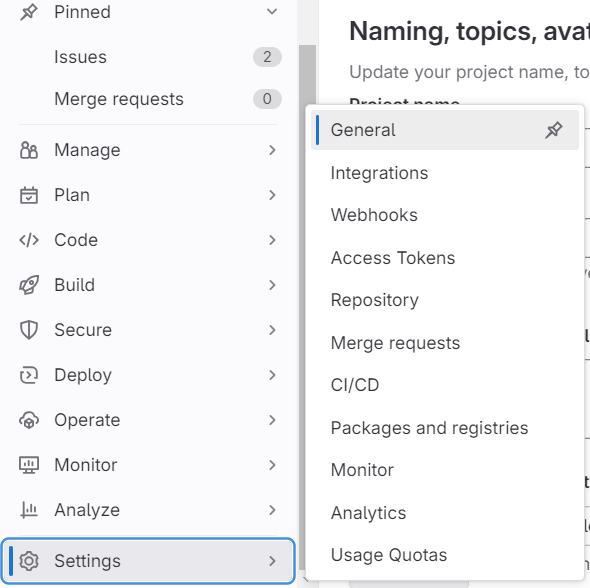 Pinned
Issues 2
Merge requests 0
Manage
Plan
Code
Build
Secure
Deploy
Operate
Monitor
Analyze
Settings
Naming, topics, 
Update your project name, 
Project name
General
Integrations
Webhooks
Access Tokens
Repository
Merge requests
CI/CD
Packages and registries
Monitor
Analytics
Usage Quotas